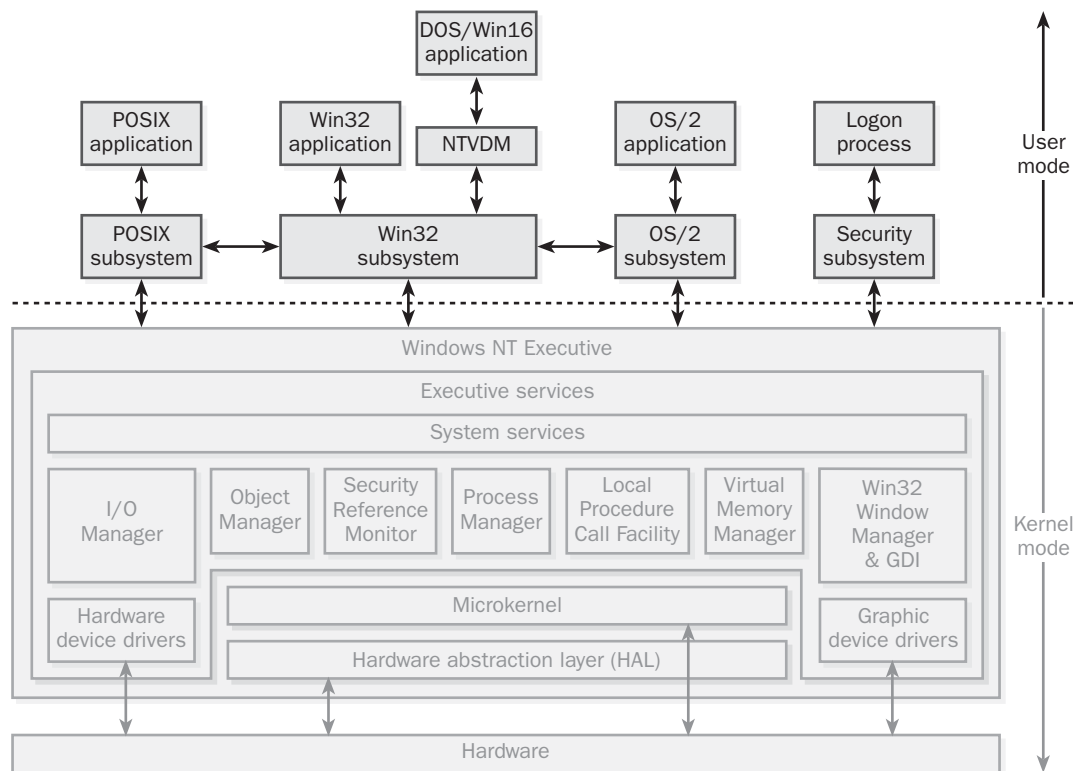 DOS/Win16
application
POSIX
application
Win32
application
NTVDM
OS/2
application
Logon
process
User
mode
POSIX
subsystem
Win32
subsystem
OS/2
subsystem
Security
subsystem
Windows NT Executive
Executive services
System services
I/O
Manager
Object
Manager
Security
Reference
Monitor
Process
Manager
Local
Procedure
Call Facility
Virtual
Memory
Manager
Win32
Window
Manager
& GDI
Kernel
mode
Hardware
device drivers
Microkernel
Graphic
device drivers
Hardware abstraction layer (HAL)
Hardware